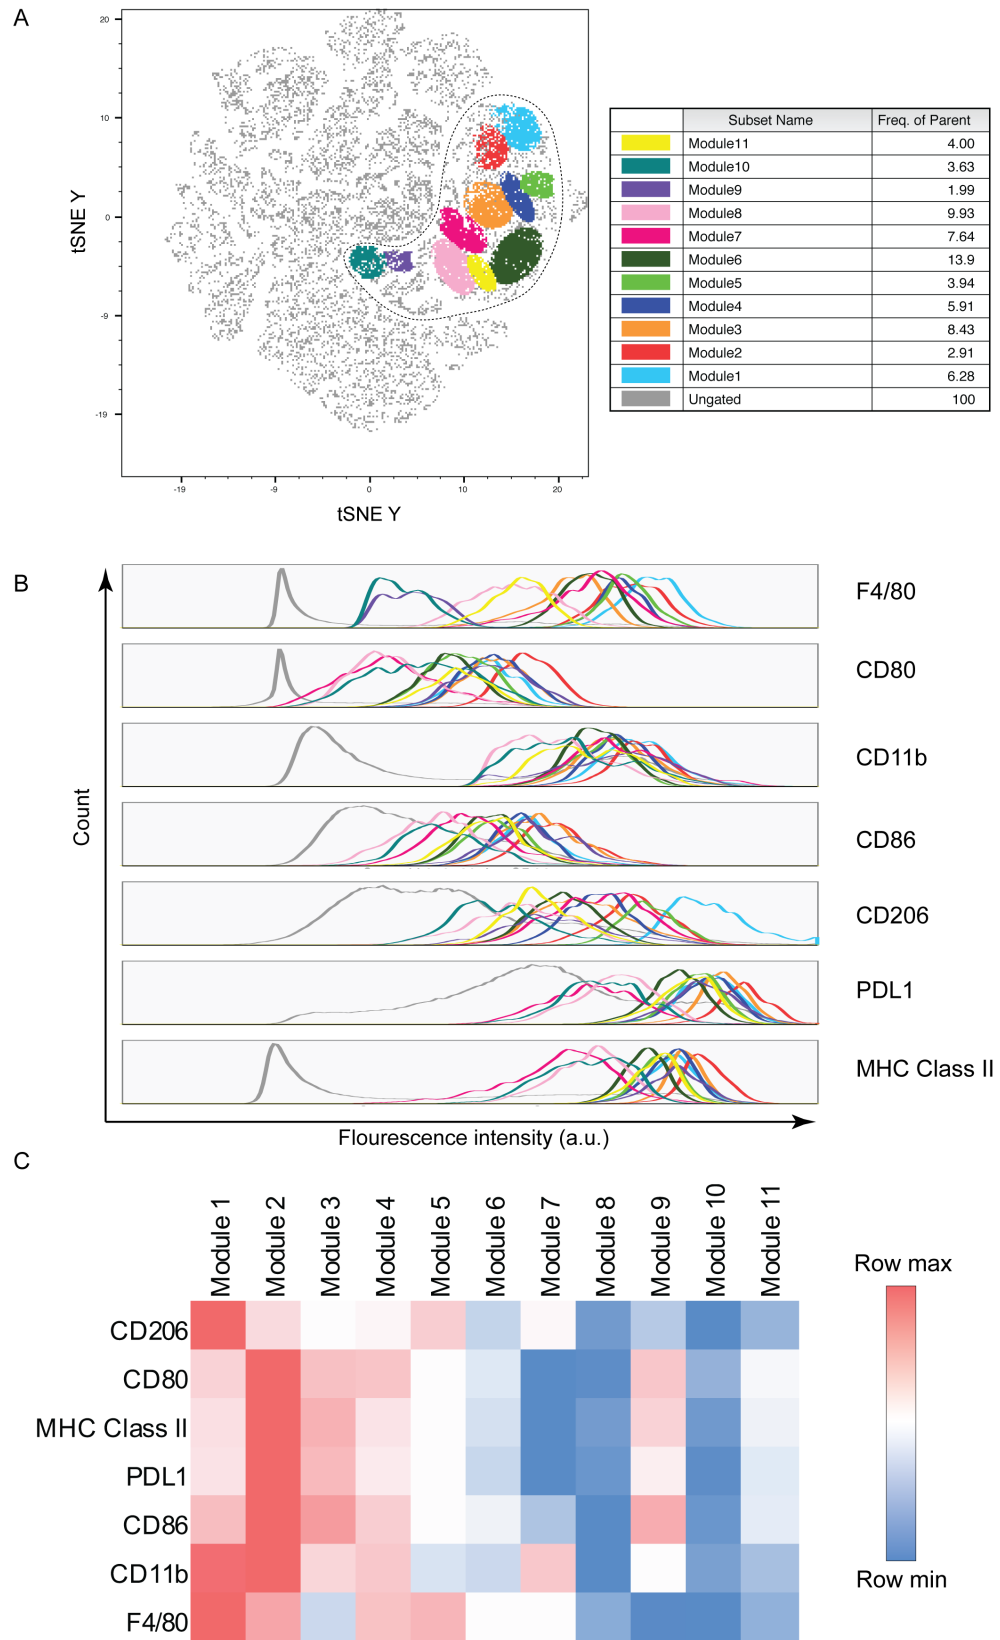 A
20
10
0
-9
-19
tSNE Y
-19
-9
0
10
20
tSNE Y
Subset Name Freq. of Parent
Module11 4.00
Module10 3.63
Module9 1.99
Module8 9.93
Module7 7.64
Module6 13.9
Module5 3.94
Module4 5.91
Module3 8.43
Module2 2.91
Module1 6.28
Ungated 100
B
Count
F4/80
CD80
CD11b
CD86
CD206
PDL1
MHC Class II
Flourescence intensity (a.u.)
C
Module 1
Module 2
Module 3
Module 4
Module 5
Module 6
Module 7
Module 8
Module 9
Module 10
Module 11
CD206
CD80
MHC Class II
PDL1
CD86
CD11b
F4/80
Row max
Row min